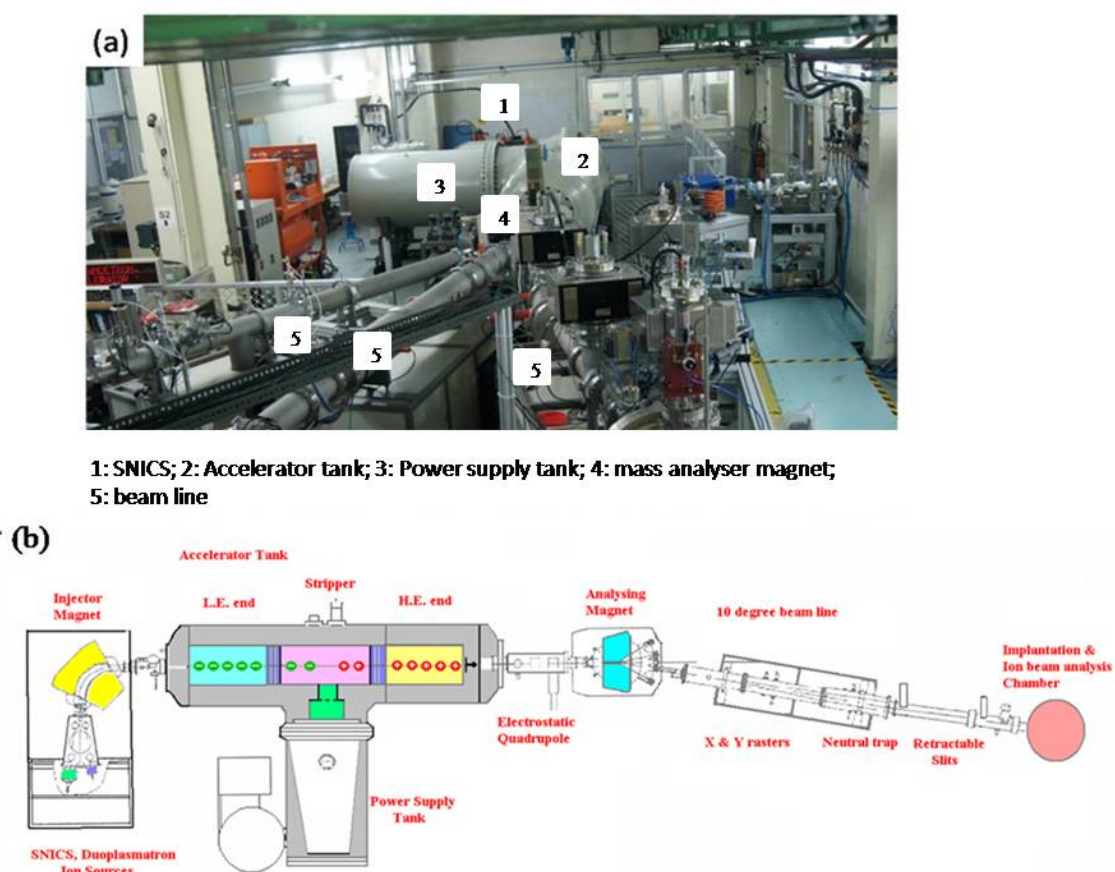 (a)
1
2
3
4
S2
5
5
5
1: SNICS; 2: Accelerator tank; 3: Power supply tank; 4: mass analyser magnet;
5: beam line
(b)
Accelerator Tank
Injector
Magnet
L.E. end
Stripper
H.E. end
Analysing
Magnet
10 degree beam line
Implantation &
Ion beam analysis
Chamber
Electrostatic
Quadrupole
X & Y rasters
Neutral trap
Retractable
Slits
Power Supply
Tank
SNICS, Duoplasmatron
Ion Sources